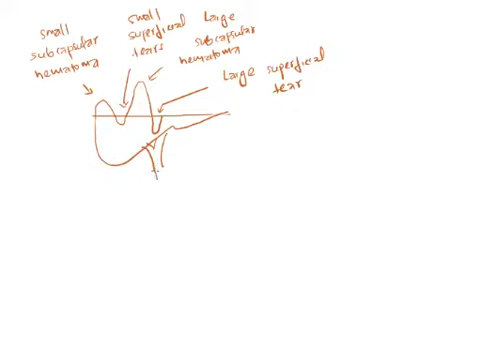 small
subcapsular
hematoma
small
superficial
tears
large
subcapsular
hematoma
large superficial
tear